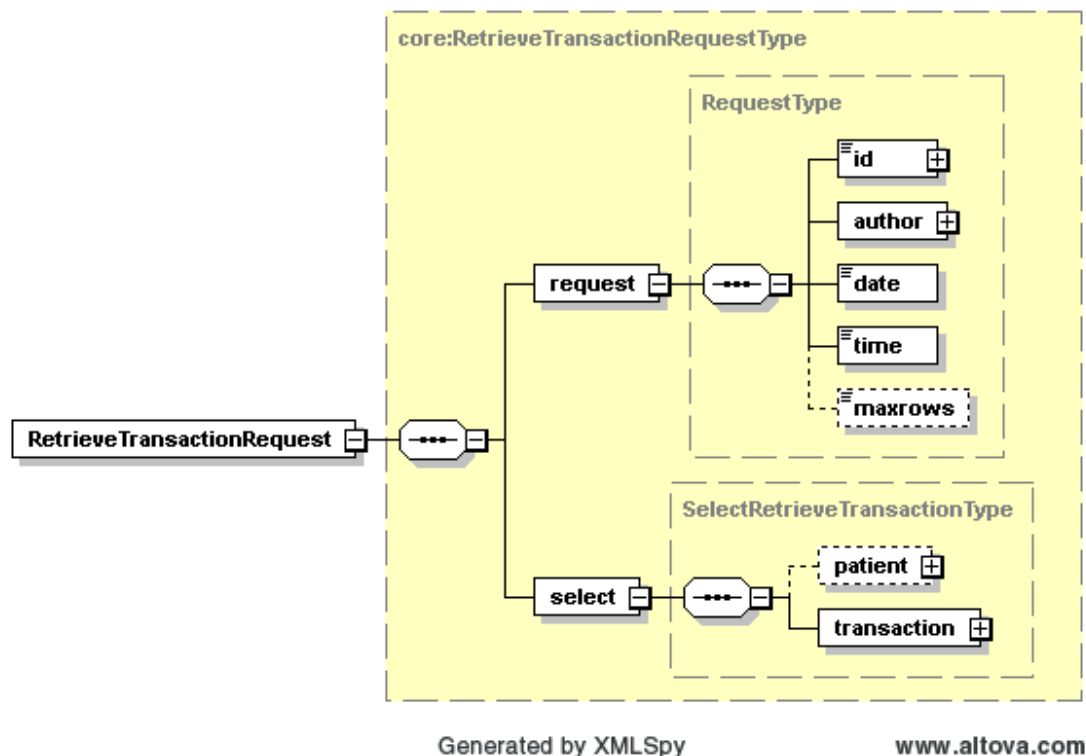 core:RetrieveTransactionRequestType
RequestType
id
author
request
date
time
maxrows
RetrieveTransactionRequest
SelectRetrieveTransactionType
patient
select
transaction
Generated by XMLSpy
www.altova.com